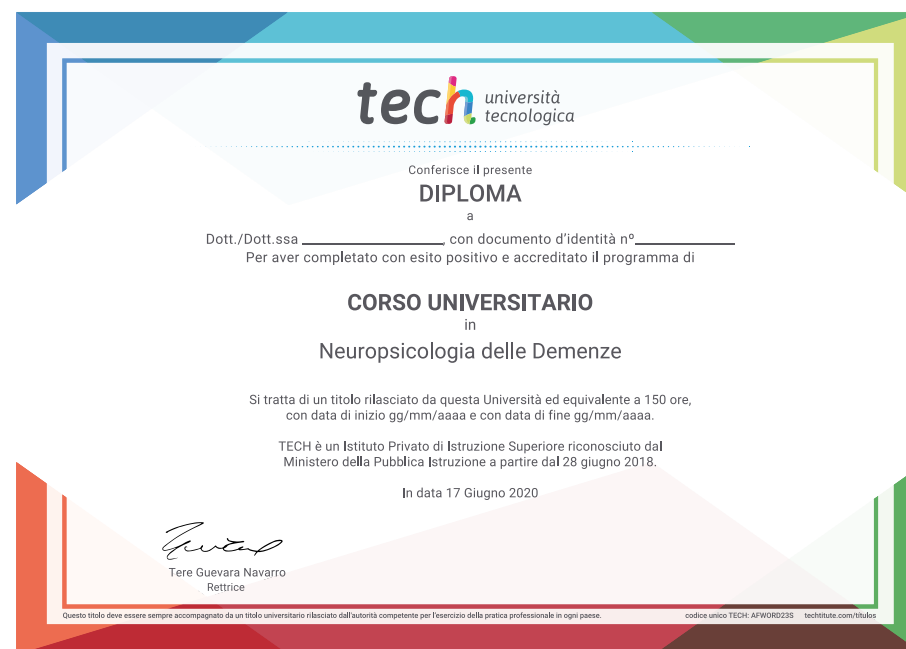 tech università
tecnologica
Conferisce il presente
DIPLOMA
a
Dott./Dott.ssa ____________________, con documento d'identità nº______________
Per aver completato con esito positivo e accreditato il programma di
CORSO UNIVERSITARIO
in
Neuropsicologia delle Demenze
Si tratta di un titolo rilasciato da questa Università ed equivalente a 150 ore,
con data di inizio gg/mm/aaaa e con data di fine gg/mm/aaaa.
TECH è un Istituto Privato di Istruzione Superiore riconosciuto dal
Ministero della Pubblica Istruzione a partire dal 28 giugno 2018.
In data 17 Giugno 2020
Tere Guevara Navarro
Rettrice
Questo titolo deve essere sempre accompagnato da un titolo universitario rilasciato dall'autorità competente per l'esercizio della pratica professionale in ogni paese.
codice unico TECH: AFWORD23S techtitute.com/titulos